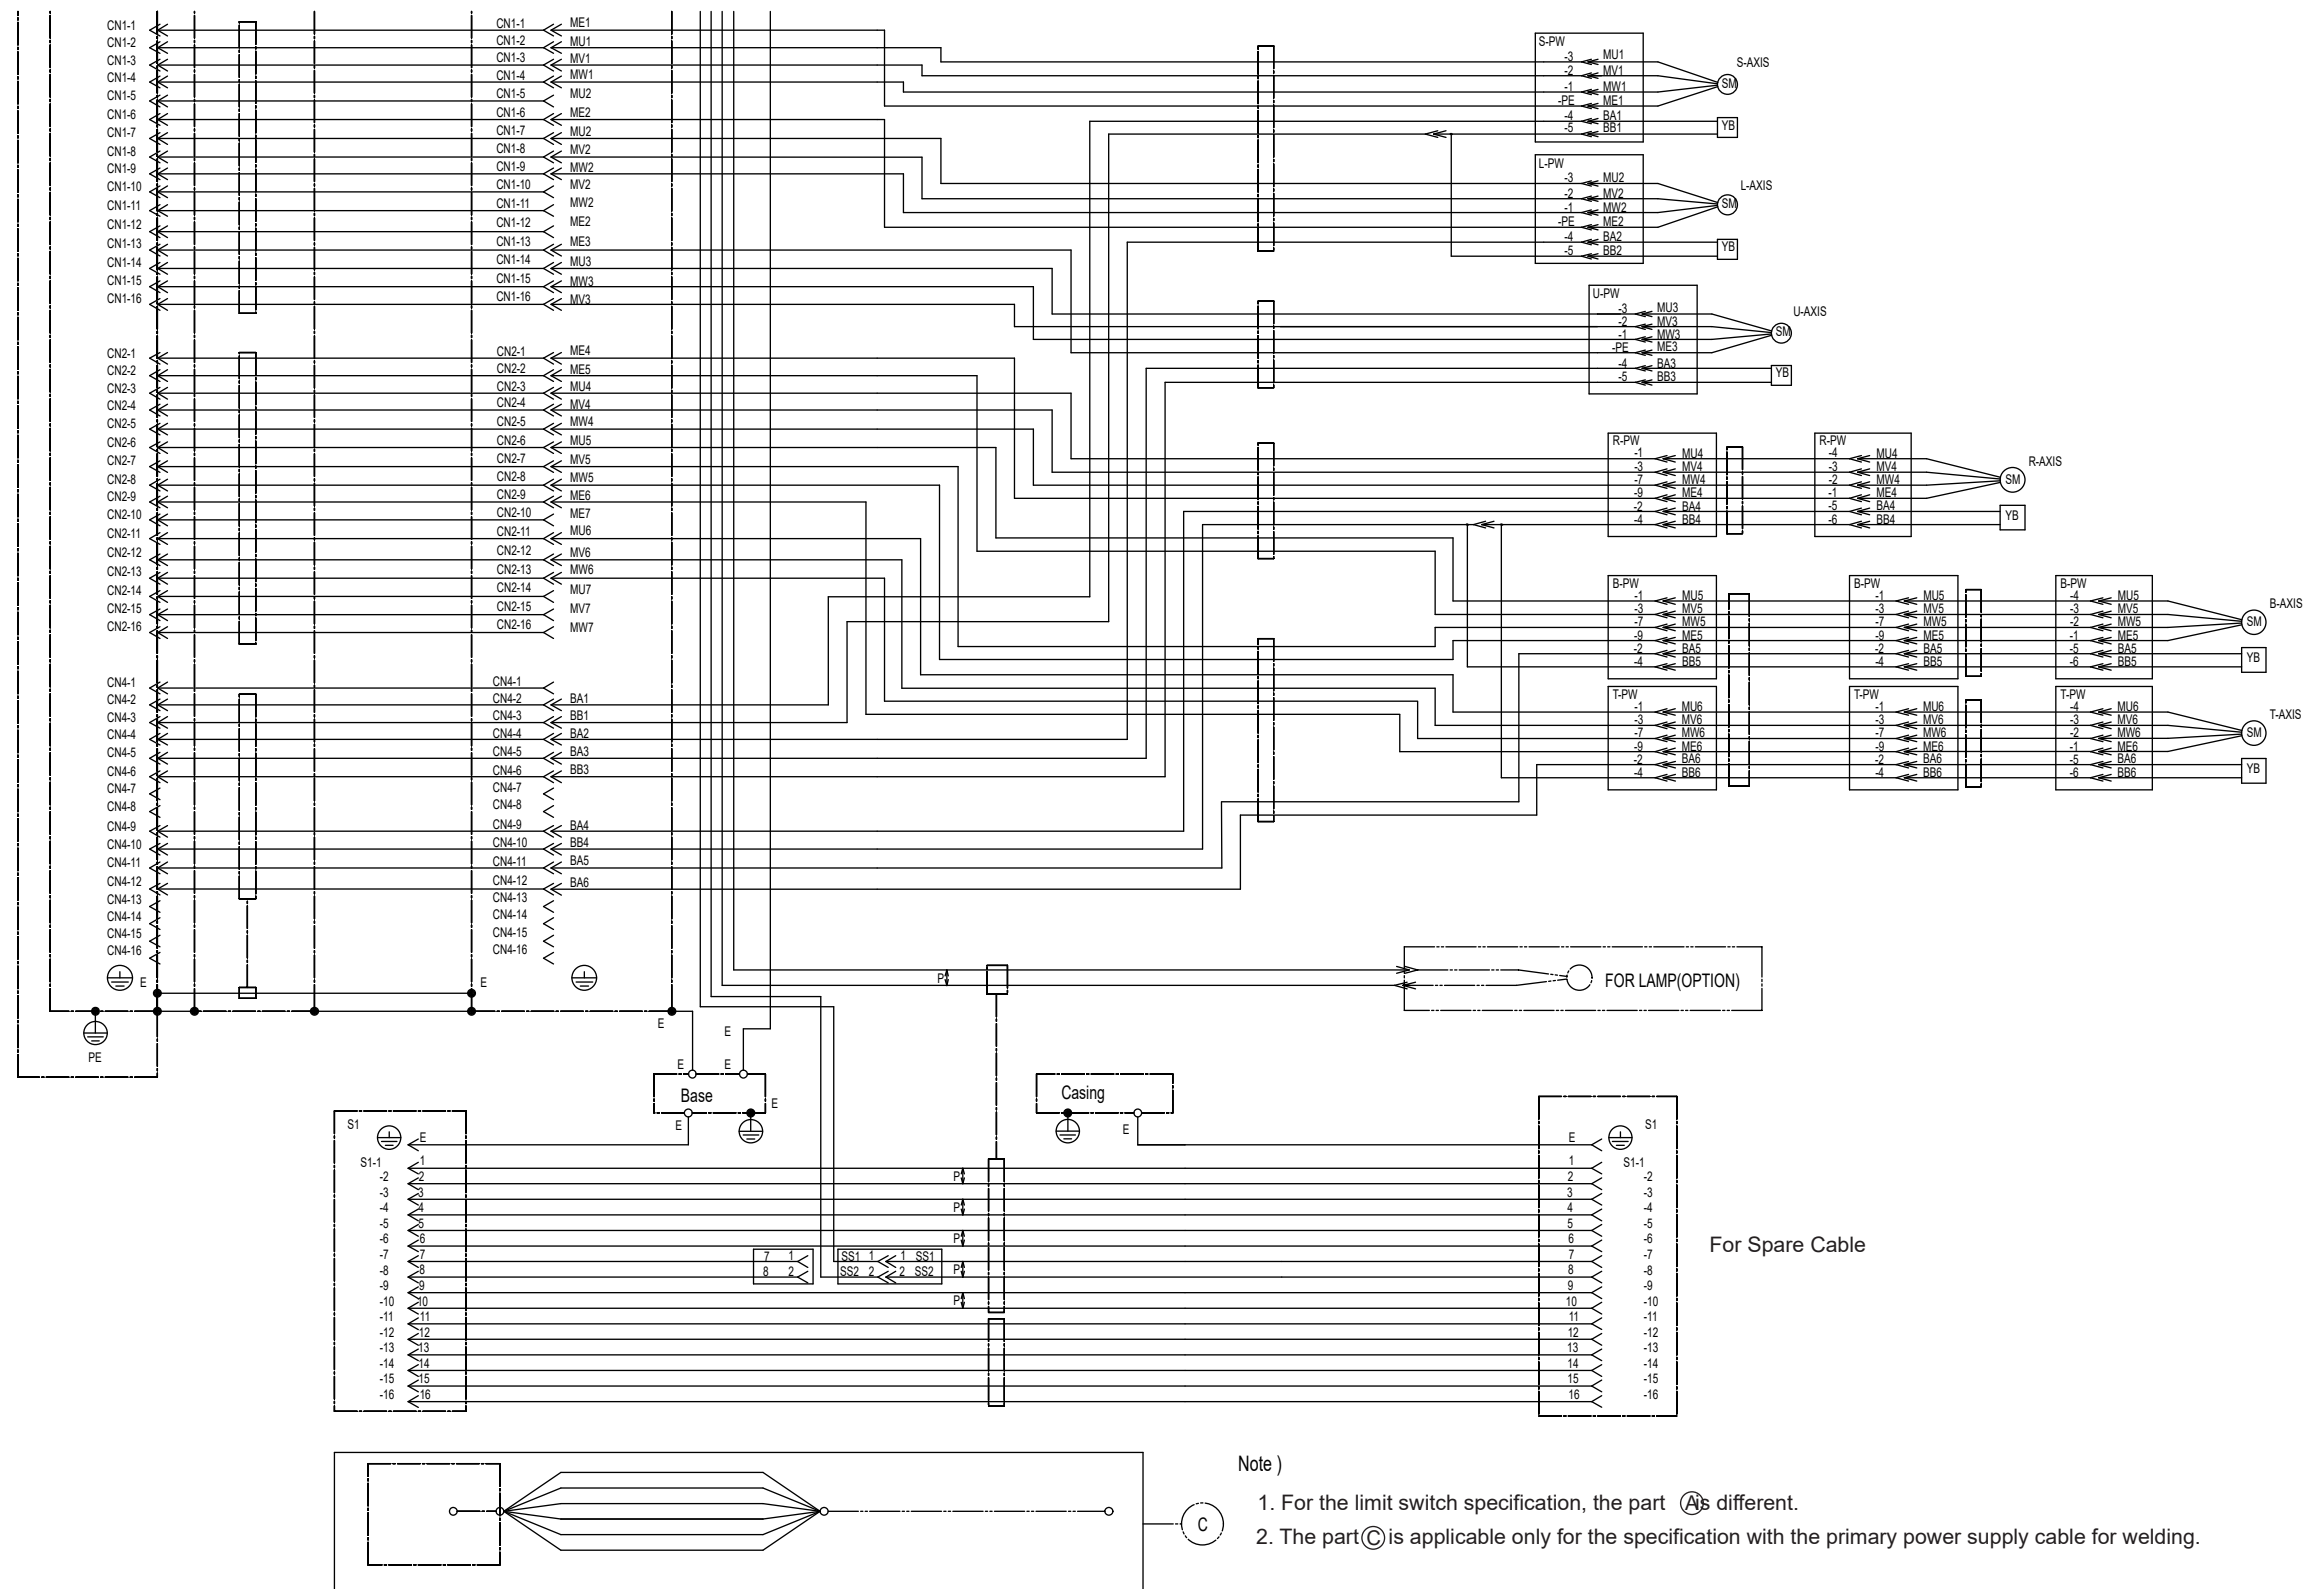 CN1-1 CN1-1 ME1
CN1-2 CN1-2 MU1
CN1-3 CN1-3 MV1
CN1-4 CN1-4 MW1
CN1-5 CN1-5 MU2
CN1-6 CN1-6 ME2
CN1-7 CN1-7 MU2
CN1-8 CN1-8 MV2
CN1-9 CN1-9 MW2
CN1-10 CN1-10 MV2
CN1-11 CN1-11 MW2
CN1-12 CN1-12 ME2
CN1-13 CN1-13 ME3
CN1-14 CN1-14 MU3
CN1-15 CN1-15 MW3
CN1-16 CN1-16 MV3
S-PW
-3 MU1
-2 MV1
-1 MW1
-PE ME1
-4 BA1
-5 BB1
S-AXIS
SM
YB
L-PW
-3 MU2
-2 MV2
-1 MW2
-PE ME2
-4 BA2
-5 BB2
L-AXIS
SM
YB
U-PW
-3 MU3
-2 MV3
-1 MW3
-PE ME3
-4 BA3
-5 BB3
U-AXIS
SM
YB
CN2-1 CN2-1 ME4
CN2-2 CN2-2 ME5
CN2-3 CN2-3 MU4
CN2-4 CN2-4 MV4
CN2-5 CN2-5 MW4
CN2-6 CN2-6 MU5
CN2-7 CN2-7 MV5
CN2-8 CN2-8 MW5
CN2-9 CN2-9 ME6
CN2-10 CN2-10 ME7
CN2-11 CN2-11 MU6
CN2-12 CN2-12 MV6
CN2-13 CN2-13 MW6
CN2-14 CN2-14 MU7
CN2-15 CN2-15 MV7
CN2-16 CN2-16 MW7
R-PW R-PW
-1 MU4 -4 MU4
-3 MV4 -3 MV4
-7 MW4 -2 MW4
-9 ME4 -1 ME4
-2 BA4 -5 BA4
-4 BB4 -6 BB4
R-AXIS
SM
YB
B-PW B-PW B-PW
-1 MU5 -1 MU5 -4 MU5
-3 MV5 -3 MV5 -3 MV5
-7 MW5 -7 MW5 -2 MW5
-9 ME5 -9 ME5 -1 ME5
-2 BA5 -2 BA5 -5 BA5
-4 BB5 -4 BB5 -6 BB5
B-AXIS
SM
YB
T-PW T-PW T-PW
-1 MU6 -1 MU6 -4 MU6
-3 MV6 -3 MV6 -3 MV6
-7 MW6 -7 MW6 -2 MW6
-9 ME6 -9 ME6 -1 ME6
-2 BA6 -2 BA6 -5 BA6
-4 BB6 -4 BB6 -6 BB6
T-AXIS
SM
YB
CN4-1 CN4-1
CN4-2 CN4-2 BA1
CN4-3 CN4-3 BB1
CN4-4 CN4-4 BA2
CN4-5 CN4-5 BA3
CN4-6 CN4-6 BB3
CN4-7 CN4-7
CN4-8 CN4-8
CN4-9 CN4-9 BA4
CN4-10 CN4-10 BB4
CN4-11 CN4-11 BA5
CN4-12 CN4-12 BA6
CN4-13 CN4-13
CN4-14 CN4-14
CN4-15 CN4-15
CN4-16 CN4-16
E E
P
FOR LAMP(OPTION)
PE
E E
E E
Base
E
E
Casing
E
S1 S1
E E
S1-1 1 1 S1-1
-2 2 P 2 -2
-3 3 3 -3
-4 4 P 4 -4
-5 5 5 -5
-6 6 P 6 -6
-7 7 7 1 SS1 1 1 SS1 7 -7
-8 8 8 2 SS2 2 2 SS2 P 8 -8
-9 9 9 -9
-10 10 P 10 -10
-11 11 11 -11
-12 12 12 -12
-13 13 13 -13
-14 14 14 -14
-15 15 15 -15
-16 16 16 -16
For Spare Cable
C
Note )
1. For the limit switch specification, the part Ⓐ is different.
2. The part Ⓒ is applicable only for the specification with the primary power supply cable for welding.